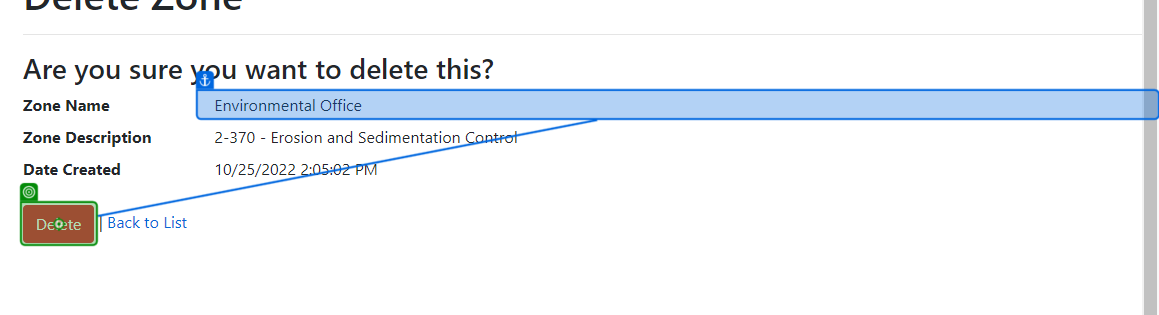 Delete Zone
Are you sure you want to delete this?
Zone Name Environmental Office
Zone Description 2-370 - Erosion and Sedimentation Control
Date Created 10/25/2022 2:05:02 PM
Delete | Back to List